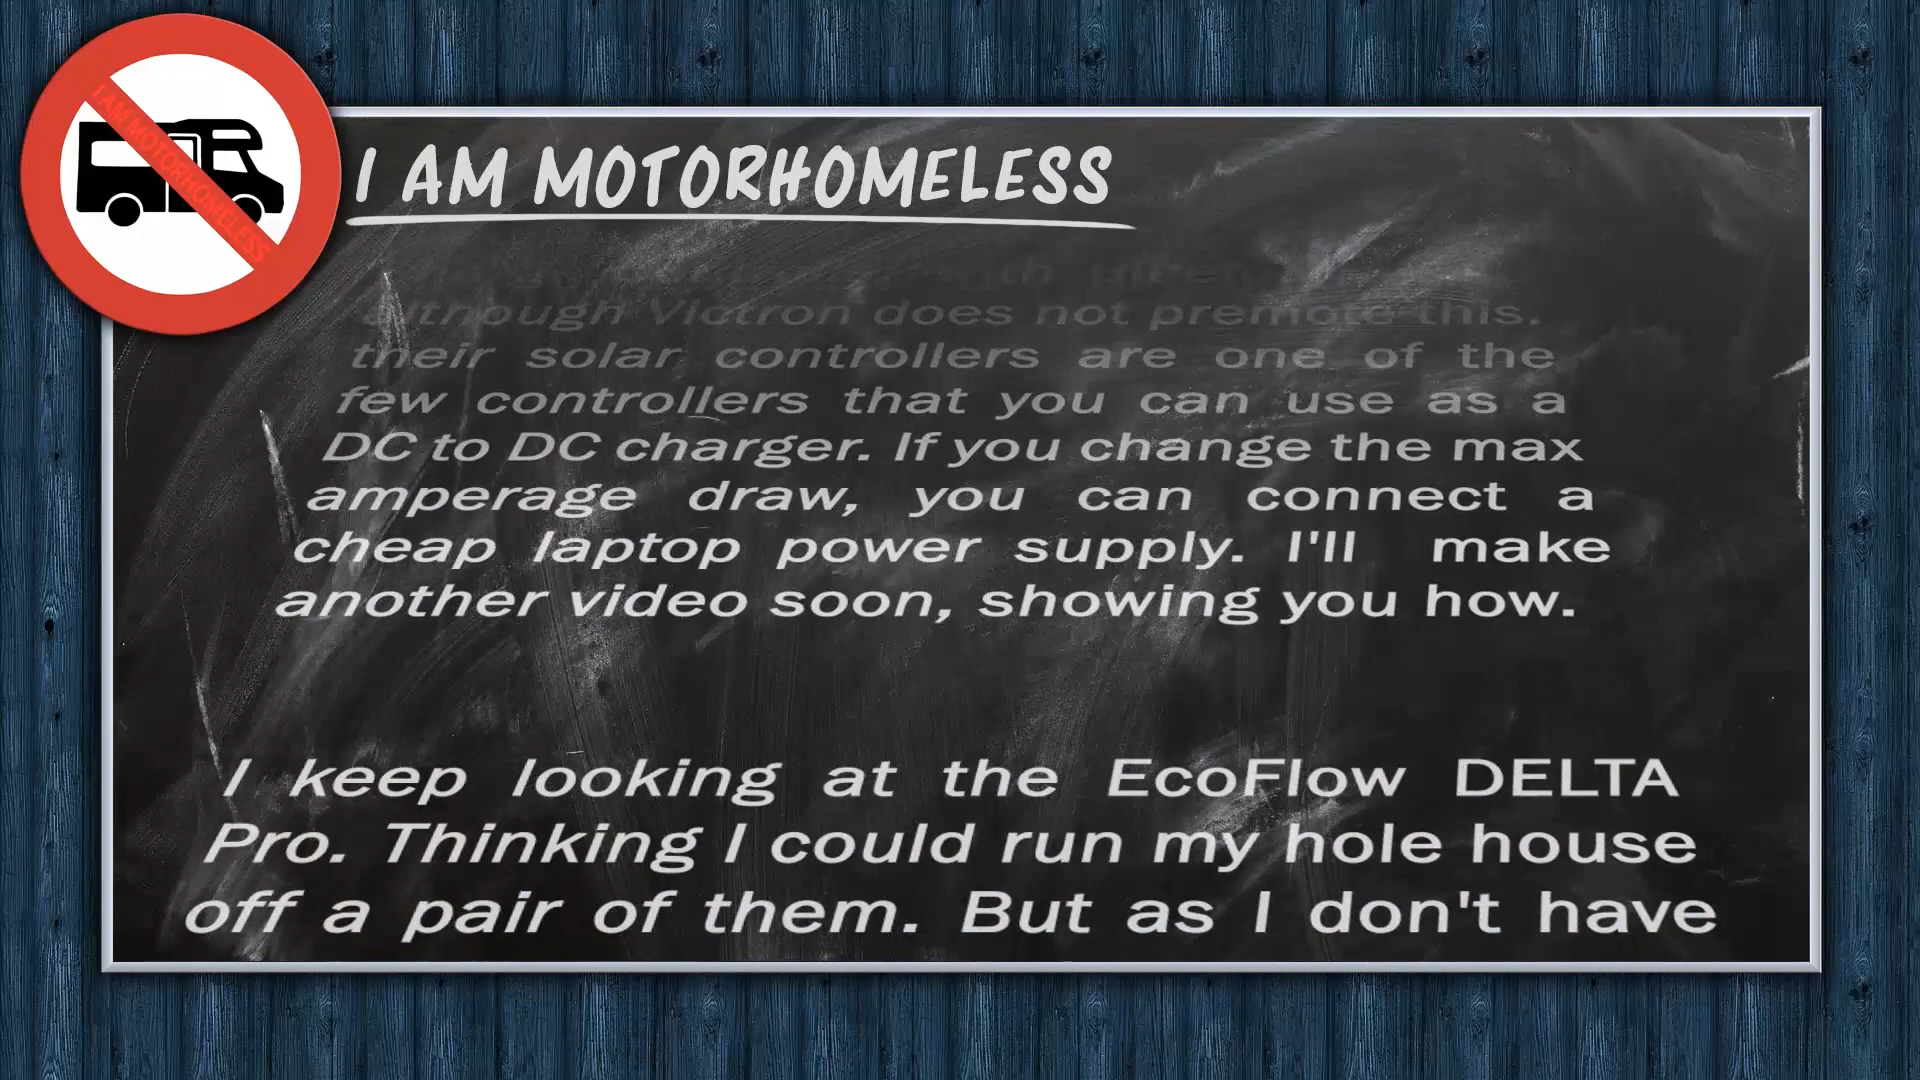 I AM MOTORHOMELESS
I AM MOTORHOMELESS
although Victron does not premote this.
their solar controllers are one of the
few controllers that you can use as a
DC to DC charger. If you change the max
amperage draw, you can connect a
cheap laptop power supply. I'll make
another video soon, showing you how.
I keep looking at the EcoFlow DELTA
Pro. Thinking I could run my hole house
off a pair of them. But as I don't have